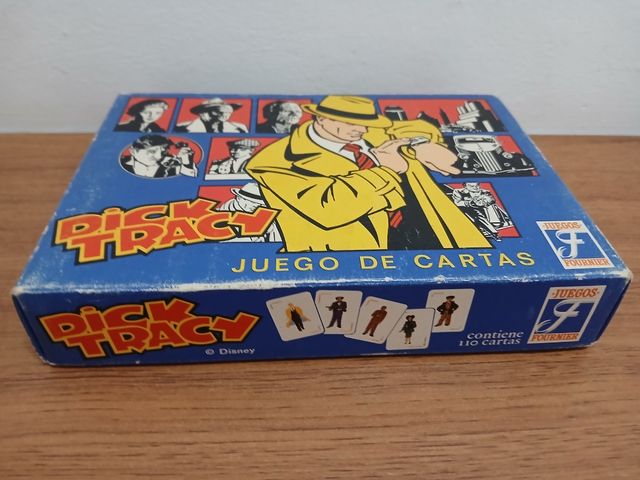 DICK
TRACY
JUEGO DE CARTAS
JUEGOS
F
FOURNIER
DICK
TRACY
© Disney
contiene
110 cartas
JUEGOS
F
FOURNIER